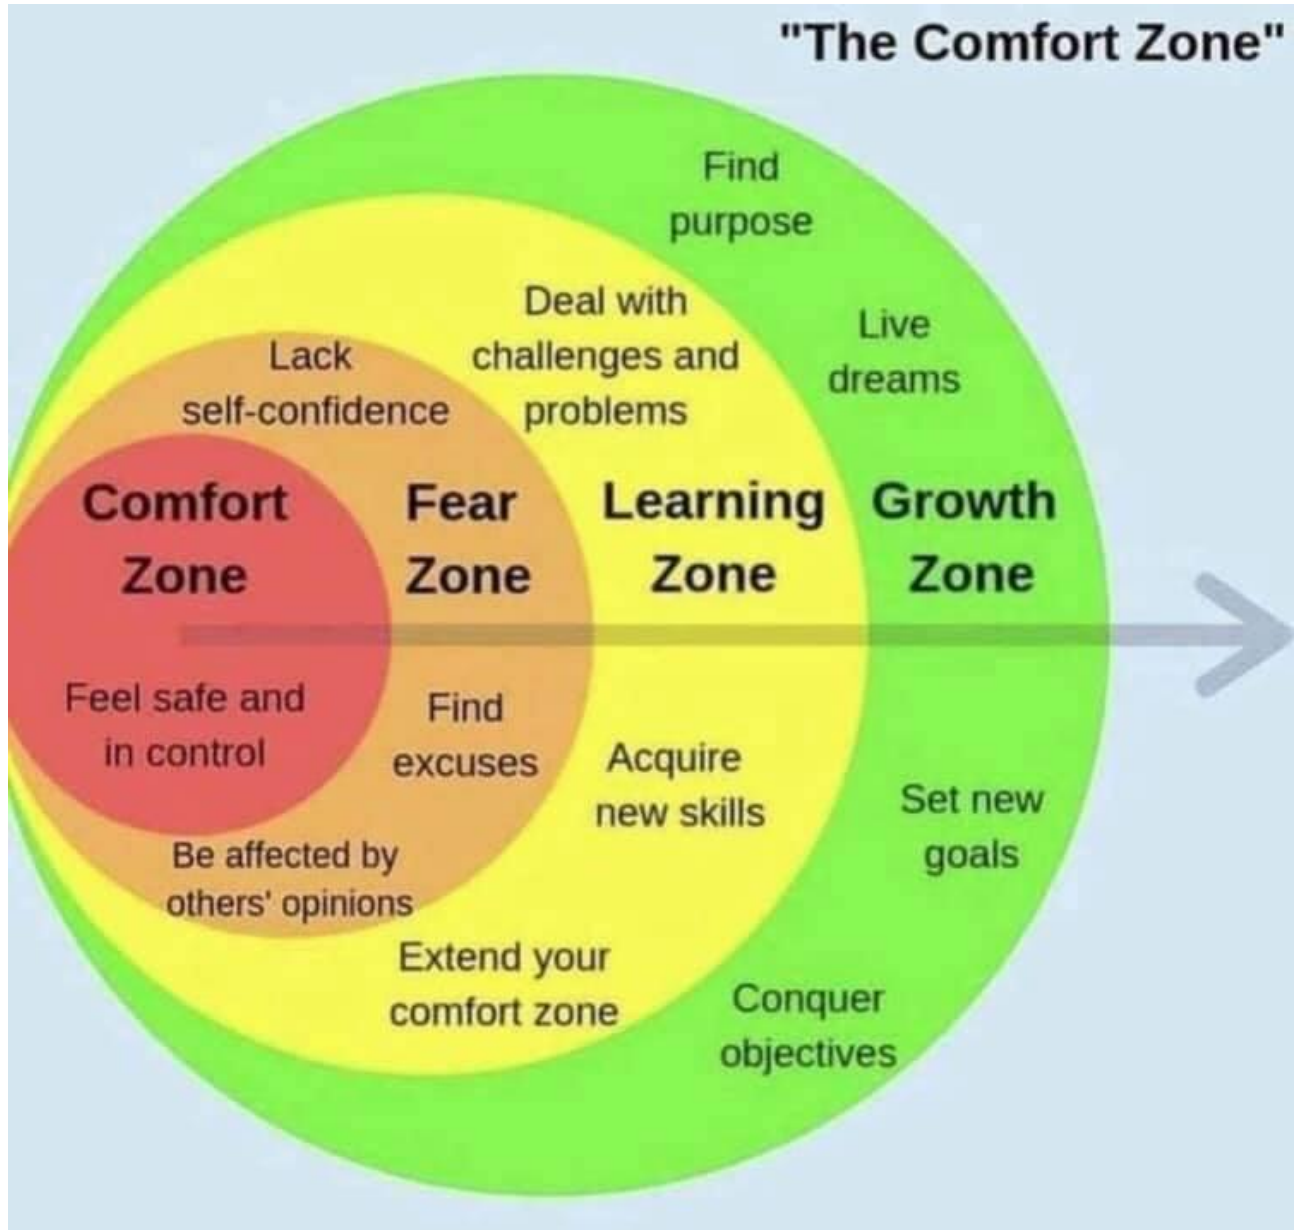 "The Comfort Zone"
Find
purpose
Live
dreams
Deal with
challenges and
problems
Lack
self-confidence
Comfort
Zone
Fear
Zone
Learning
Zone
Growth
Zone
Feel safe and
in control
Find
excuses
Acquire
new skills
Set new
goals
Be affected by
others' opinions
Extend your
comfort zone
Conquer
objectives